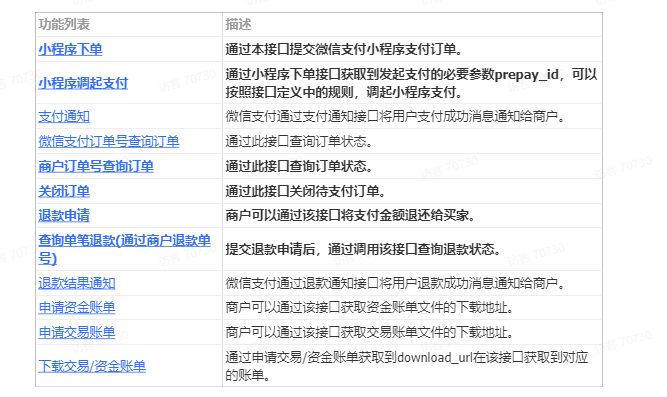 功能列表 描述
小程序下单 通过本接口提交微信支付小程序支付订单。
小程序调起支付 通过小程序下单接口获取到发起支付的必要参数prepay_id，可以
按照接口定义中的规则，调起小程序支付。
支付通知 微信支付通过支付通知接口将用户支付成功消息通知给商户。
微信支付订单号查询订单 通过此接口查询订单状态。
商户订单号查询订单 通过此接口查询订单状态。
关闭订单 通过此接口关闭待支付订单。
退款申请 商户可以通过该接口将支付金额退还给买家。
查询单笔退款(通过商户退款单
号) 提交退款申请后，通过调用该接口查询退款状态。
退款结果通知 微信支付通过退款通知接口将用户退款成功消息通知给商户。
申请资金账单 商户可以通过该接口获取资金账单文件的下载地址。
申请交易账单 商户可以通过该接口获取交易账单文件的下载地址。
下载交易/资金账单 通过申请交易/资金账单获取到download_url在该接口获取到对应
的账单。
访客 70730